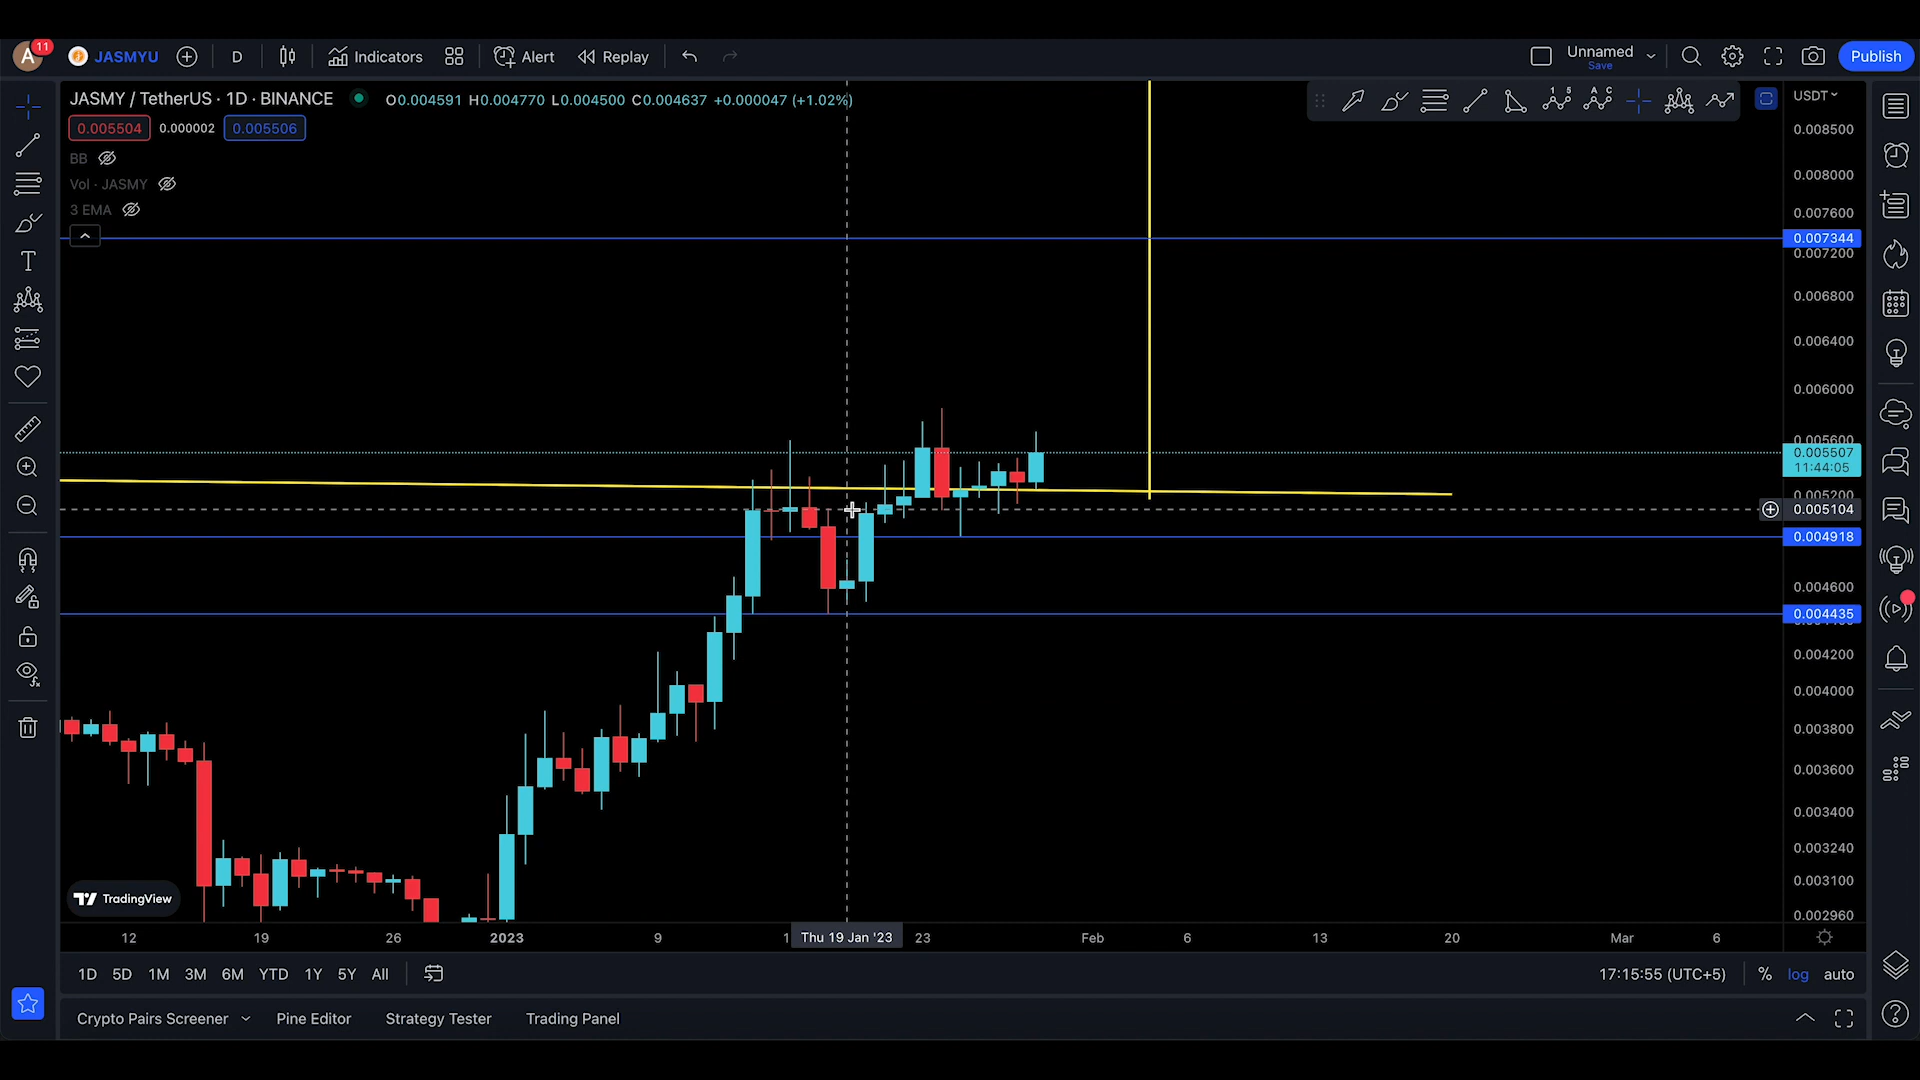 A 11 JASMYU D Indicators Alert Replay Unnamed Save Publish
JASMY / TetherUS · 1D · BINANCE O0.004591 H0.004770 L0.004500 C0.004637 +0.000047 (+1.02%)
0.005504 0.000002 0.005506
BB
Vol · JASMY
3 EMA
USDT
0.008500
0.008000
0.007600
0.007344
0.007200
0.006800
0.006400
0.006000
0.005600
0.005507
11:44:05
0.005200
0.005104
0.004918
0.004600
0.004435
0.004200
0.004000
0.003800
0.003600
0.003400
0.003240
0.003100
0.002960
TradingView
12 19 26 2023 9 1 Thu 19 Jan '23 23 Feb 6 13 20 Mar 6
1D 5D 1M 3M 6M YTD 1Y 5Y All 17:15:55 (UTC+5) % log auto
Crypto Pairs Screener Pine Editor Strategy Tester Trading Panel